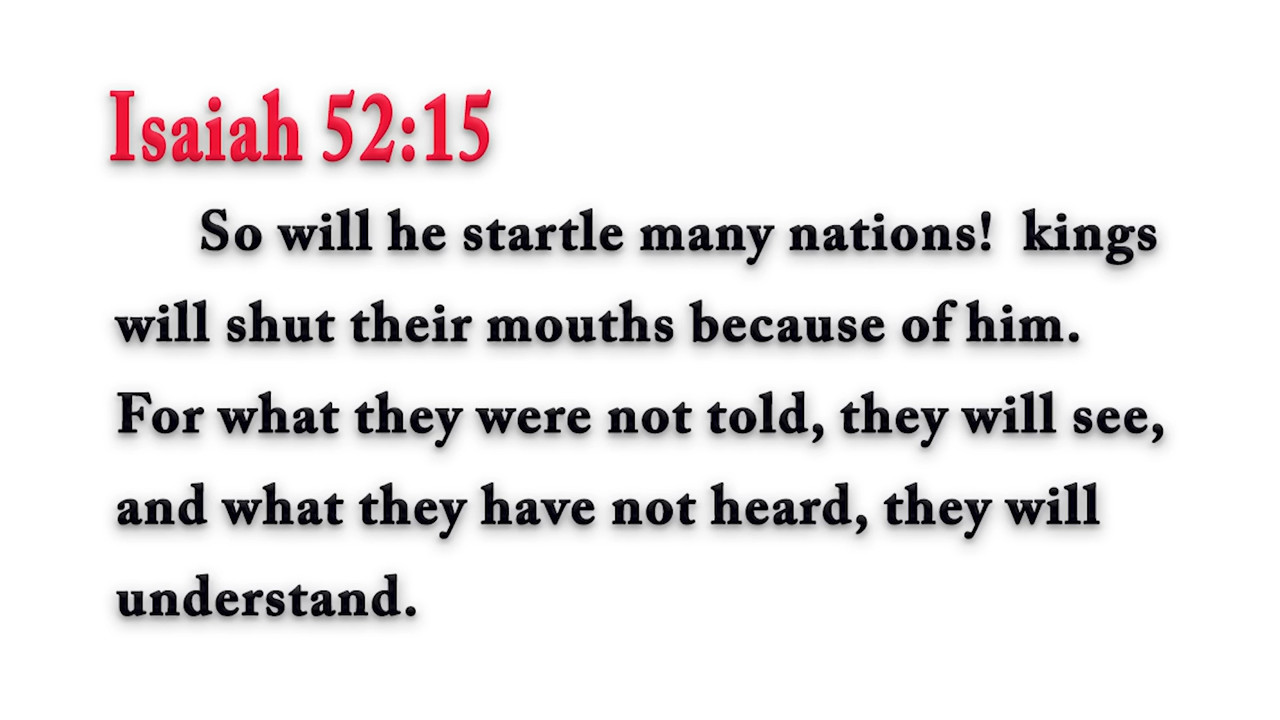 Isaiah 52:15
So will he startle many nations!  kings
will shut their mouths because of him.
For what they were not told, they will see,
and what they have not heard, they will
understand.